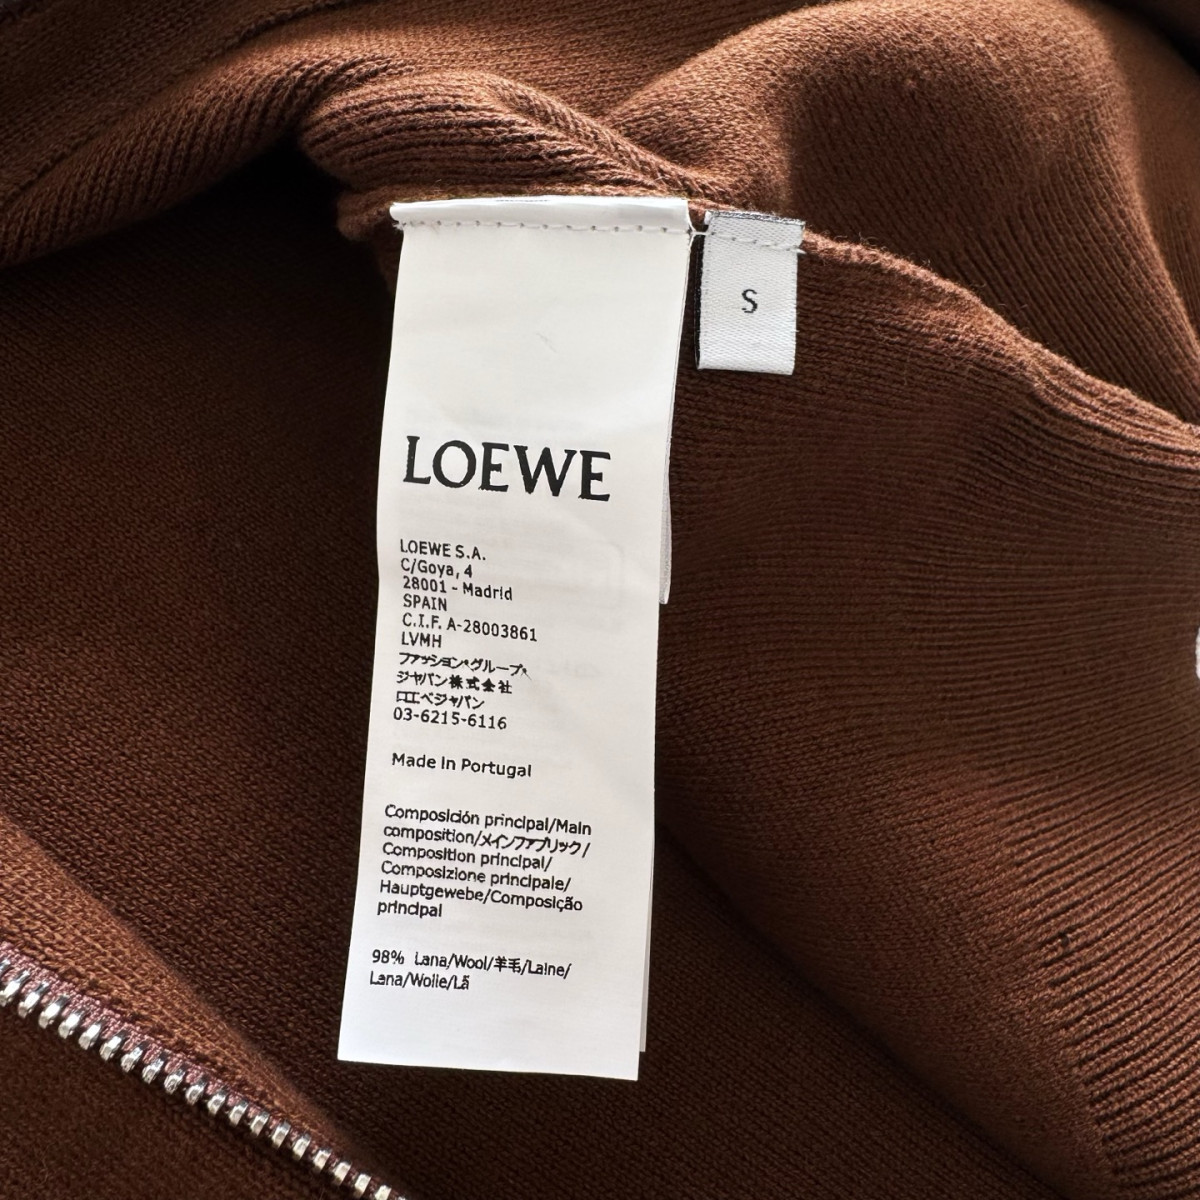 S
LOEWE
LOEWE S.A.
C/Goya, 4
28001 - Madrid
SPAIN
C.I.F. A-28003861
LVMH
ファッション・グループ・
ジャパン株式会社
ロエベジャパン
03-6215-6116
Made in Portugal
Composición principal/Main
composition/メインファブリック/
Composition principal/
Composizione principale/
Hauptgewebe/Composição
principal
98% Lana/Wool/羊毛/Laine/
Lana/Wolle/Lã